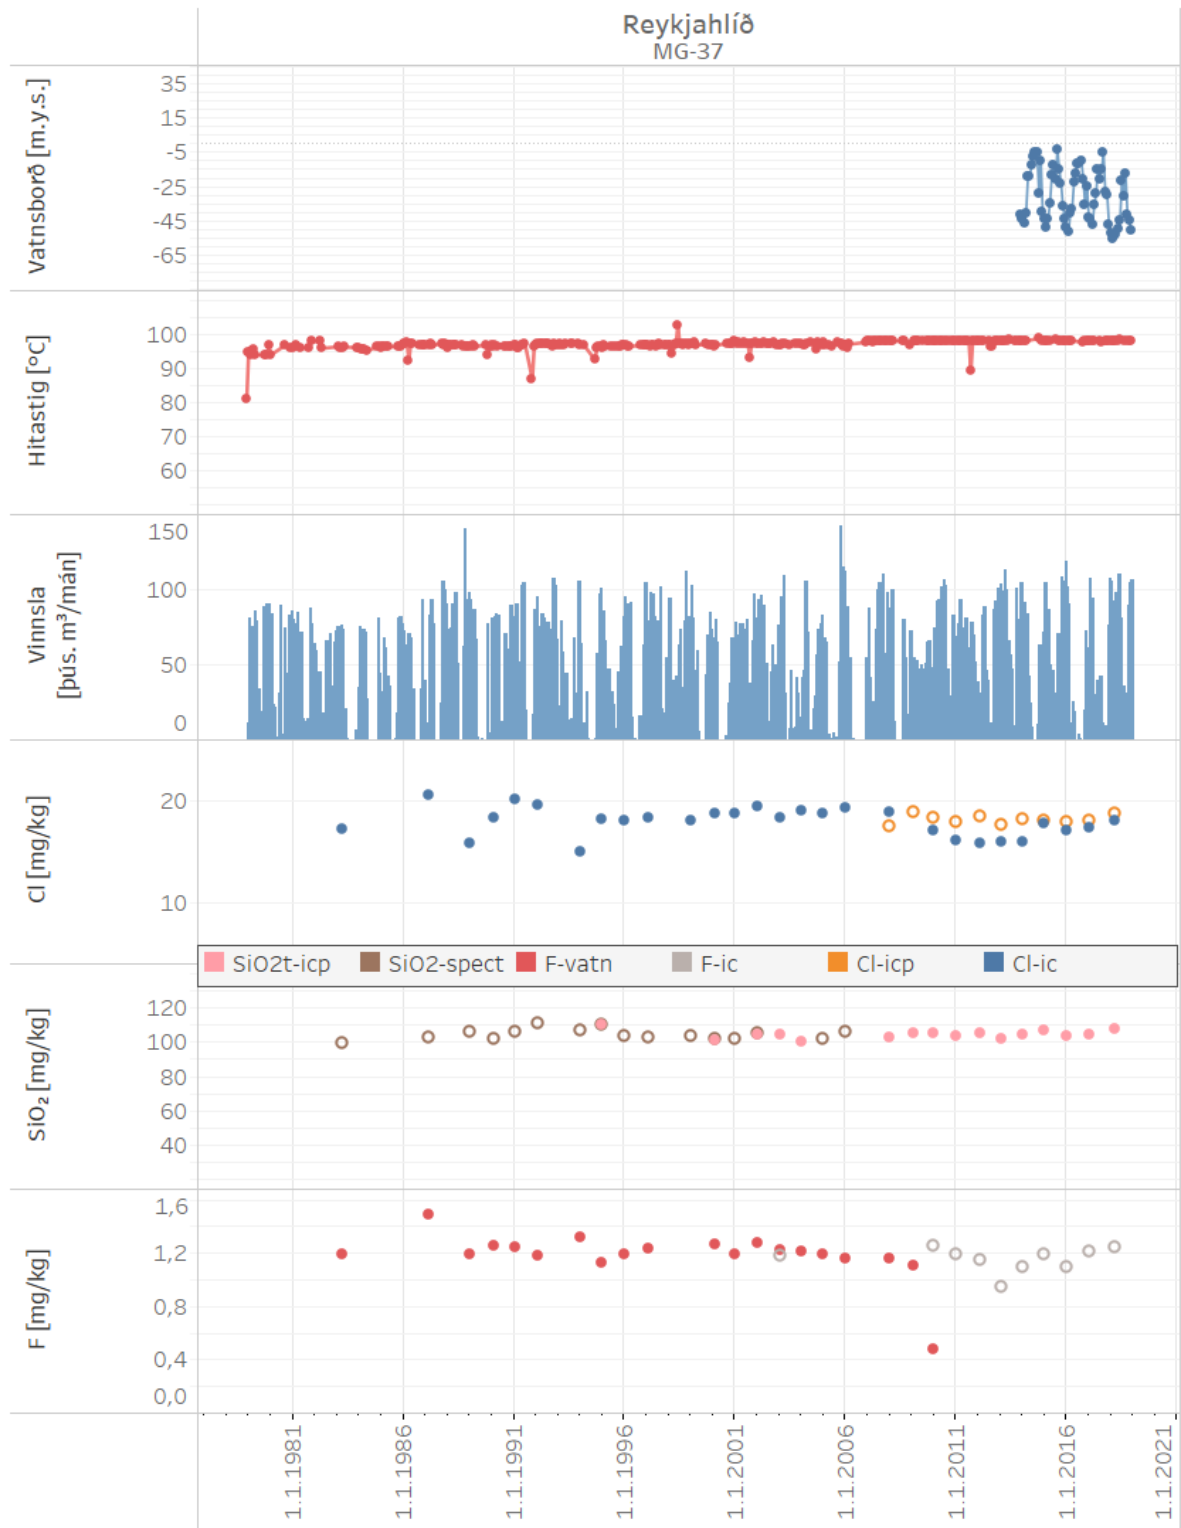 Reykjahlíð
MG-37
Vatnsborð [m.y.s.]
35
15
-5
-25
-45
-65
Hitastig [°C]
100
90
80
70
60
Vinnsla
[þús. m³/mán]
150
100
50
0
Cl [mg/kg]
20
10
SiO2t-icp
SiO2-spect
F-vatn
F-ic
Cl-icp
Cl-ic
SiO₂ [mg/kg]
120
100
80
60
40
F [mg/kg]
1,6
1,2
0,8
0,4
0,0
1.1.1981
1.1.1986
1.1.1991
1.1.1996
1.1.2001
1.1.2006
1.1.2011
1.1.2016
1.1.2021